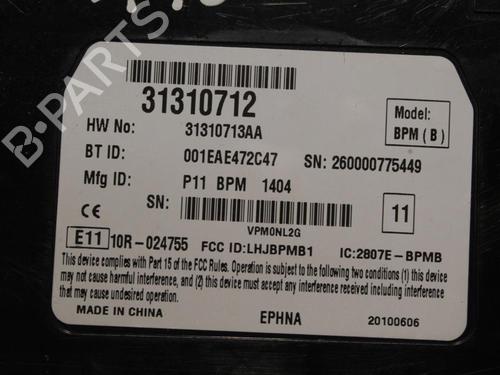 B-PARTS
31310712
Model:
BPM ( B )
HW No: 31310713AA
BT ID: 001EAE472C47 SN: 260000775449
Mfg ID: P11 BPM 1404
SN:
11
VPM0NL2G
CE
E11 10R-024755 FCC ID:LHJBPMB1 IC:2807E-BPMB
This device complies with Part 15 of the FCC Rules. Operation is subject to the following two conditions (1) this device
may not cause harmful interference, and (2) this device must accept any interference received, including interference that
may cause undesired operation.
MADE IN CHINA EPHNA 20100606